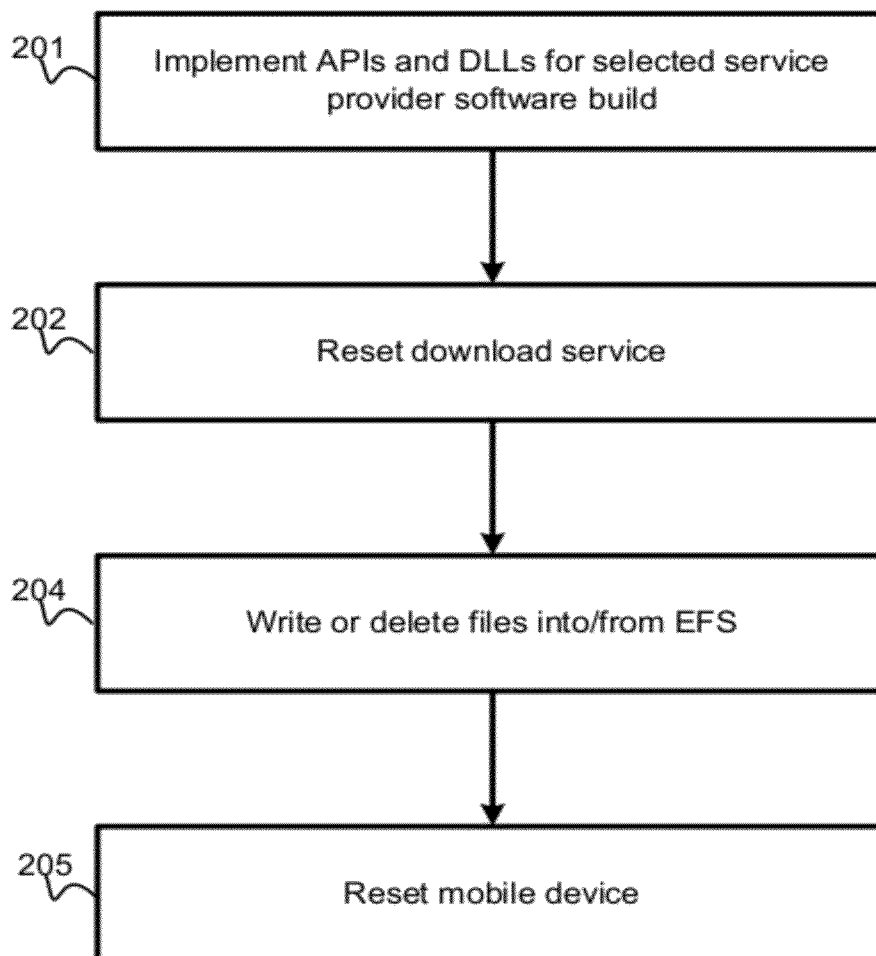 201
Implement APIs and DLLs for selected service
provider software build
202
Reset download service
204
Write or delete files into/from EFS
205
Reset mobile device